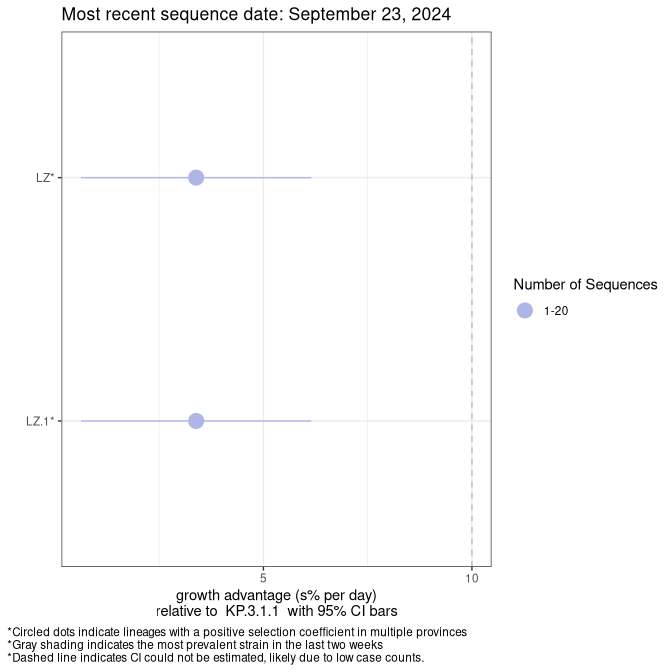 Most recent sequence date: September 23, 2024
LZ*
LZ.1*
5
10
growth advantage (s% per day)
relative to KP.3.1.1 with 95% CI bars
Number of Sequences
1-20
*Circled dots indicate lineages with a positive selection coefficient in multiple provinces
*Gray shading indicates the most prevalent strain in the last two weeks
*Dashed line indicates CI could not be estimated, likely due to low case counts.